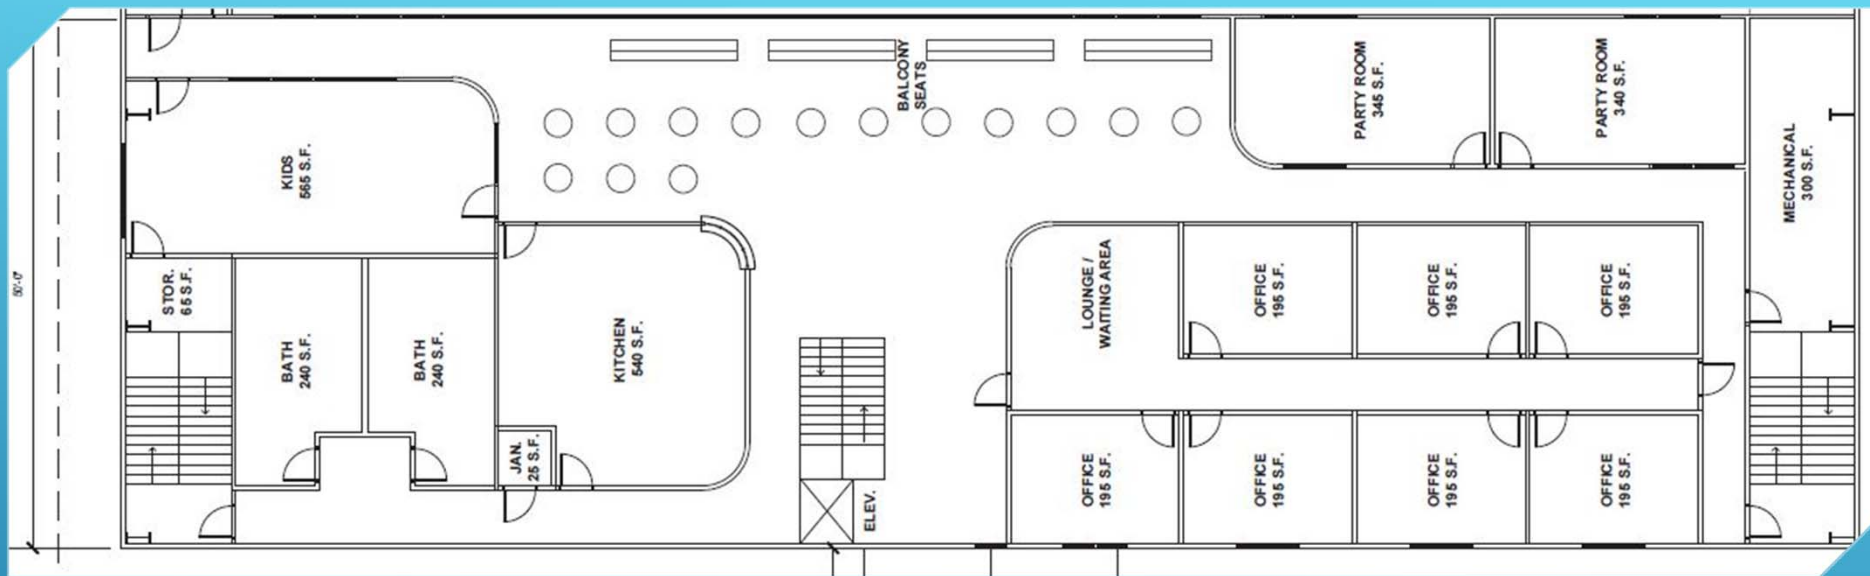 BALCONY
SEATS
PARTY ROOM
345 S.F.
PARTY ROOM
340 S.F.
MECHANICAL
300 S.F.
KIDS
565 S.F.
STOR.
65 S.F.
BATH
240 S.F.
BATH
240 S.F.
KITCHEN
540 S.F.
JAN.
25 S.F.
ELEV.
LOUNGE /
WAITING AREA
OFFICE
195 S.F.
OFFICE
195 S.F.
OFFICE
195 S.F.
OFFICE
195 S.F.
OFFICE
195 S.F.
OFFICE
195 S.F.
OFFICE
195 S.F.